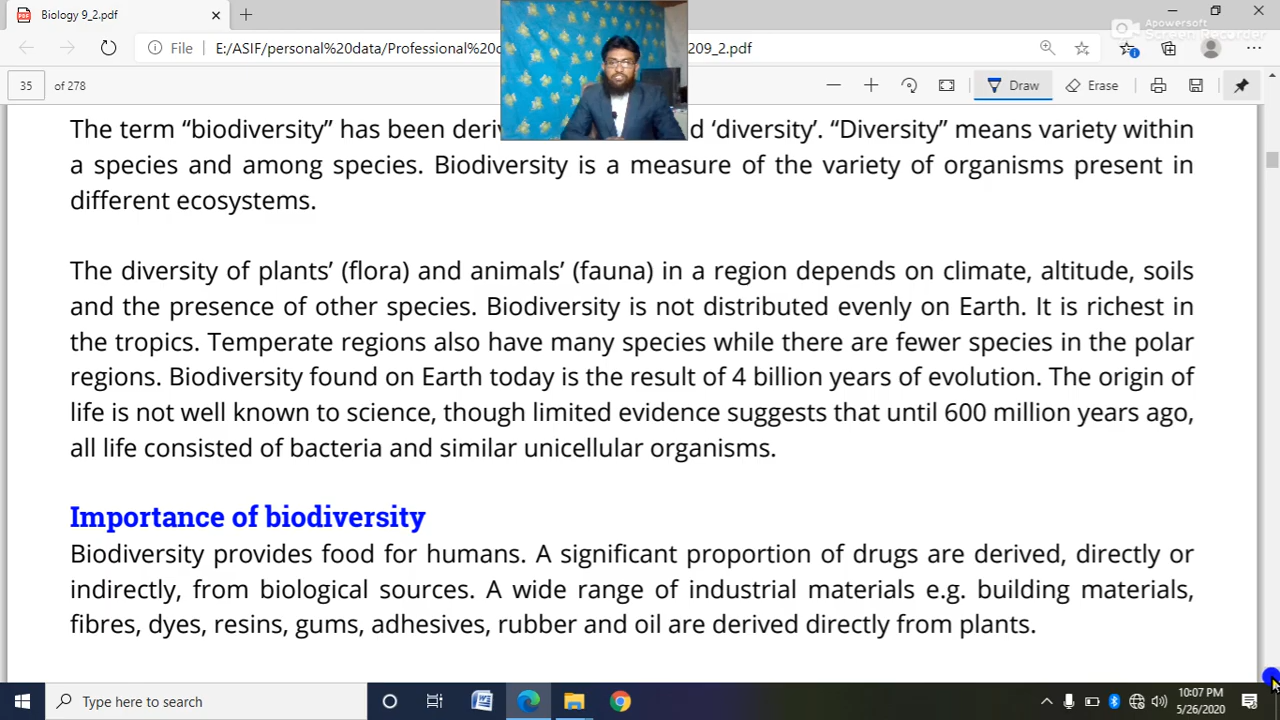 Biology 9_2.pdf
Apowersoft
Screen Recorder
File E:/ASIF/personal%20data/Professional%20 209_2.pdf
35 of 278 Draw Erase
The term “biodiversity” has been d ‘diversity’. “Diversity” means variety within
a species and among species. Biodiversity is a measure of the variety of organisms present in
different ecosystems.
The diversity of plants’ (flora) and animals’ (fauna) in a region depends on climate, altitude, soils
and the presence of other species. Biodiversity is not distributed evenly on Earth. It is richest in
the tropics. Temperate regions also have many species while there are fewer species in the polar
regions. Biodiversity found on Earth today is the result of 4 billion years of evolution. The origin of
life is not well known to science, though limited evidence suggests that until 600 million years ago,
all life consisted of bacteria and similar unicellular organisms.
Importance of biodiversity
Biodiversity provides food for humans. A significant proportion of drugs are derived, directly or
indirectly, from biological sources. A wide range of industrial materials e.g. building materials,
fibres, dyes, resins, gums, adhesives, rubber and oil are derived directly from plants.
Type here to search
10:07 PM
5/26/2020